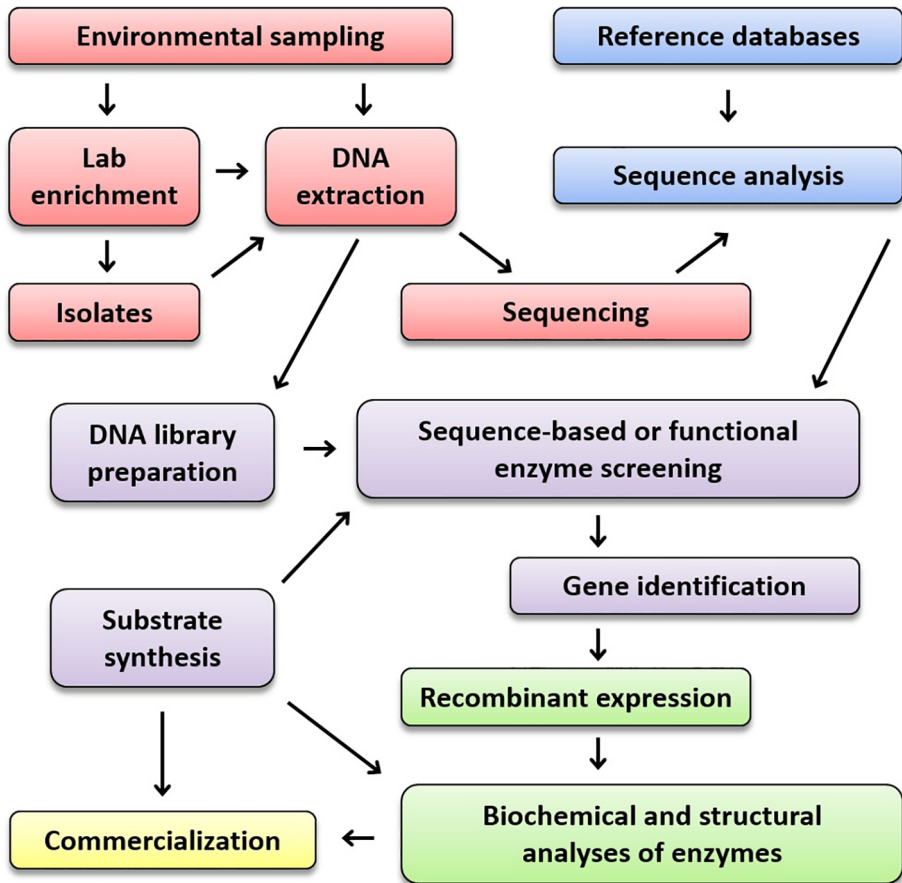 Environmental sampling
Reference databases
Lab
enrichment
DNA
extraction
Sequence analysis
Isolates
Sequencing
DNA library
preparation
Sequence-based or functional
enzyme screening
Gene identification
Substrate
synthesis
Recombinant expression
Biochemical and structural
analyses of enzymes
Commercialization